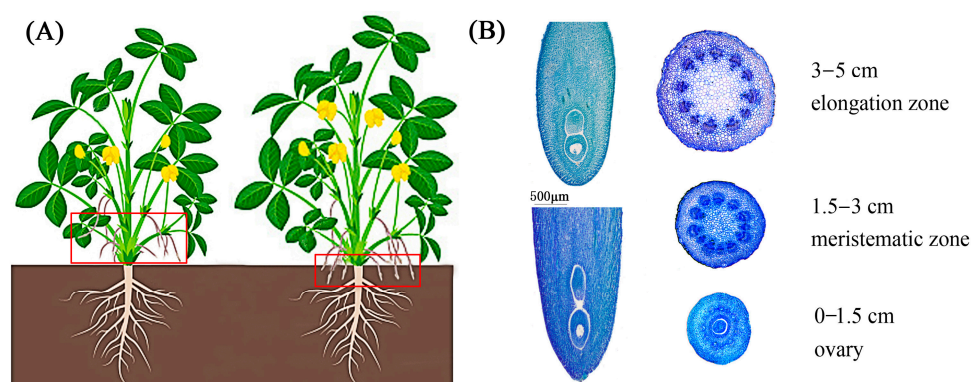 (A)
(B)
500μm
3–5 cm
elongation zone
1.5–3 cm
meristematic zone
0–1.5 cm
ovary